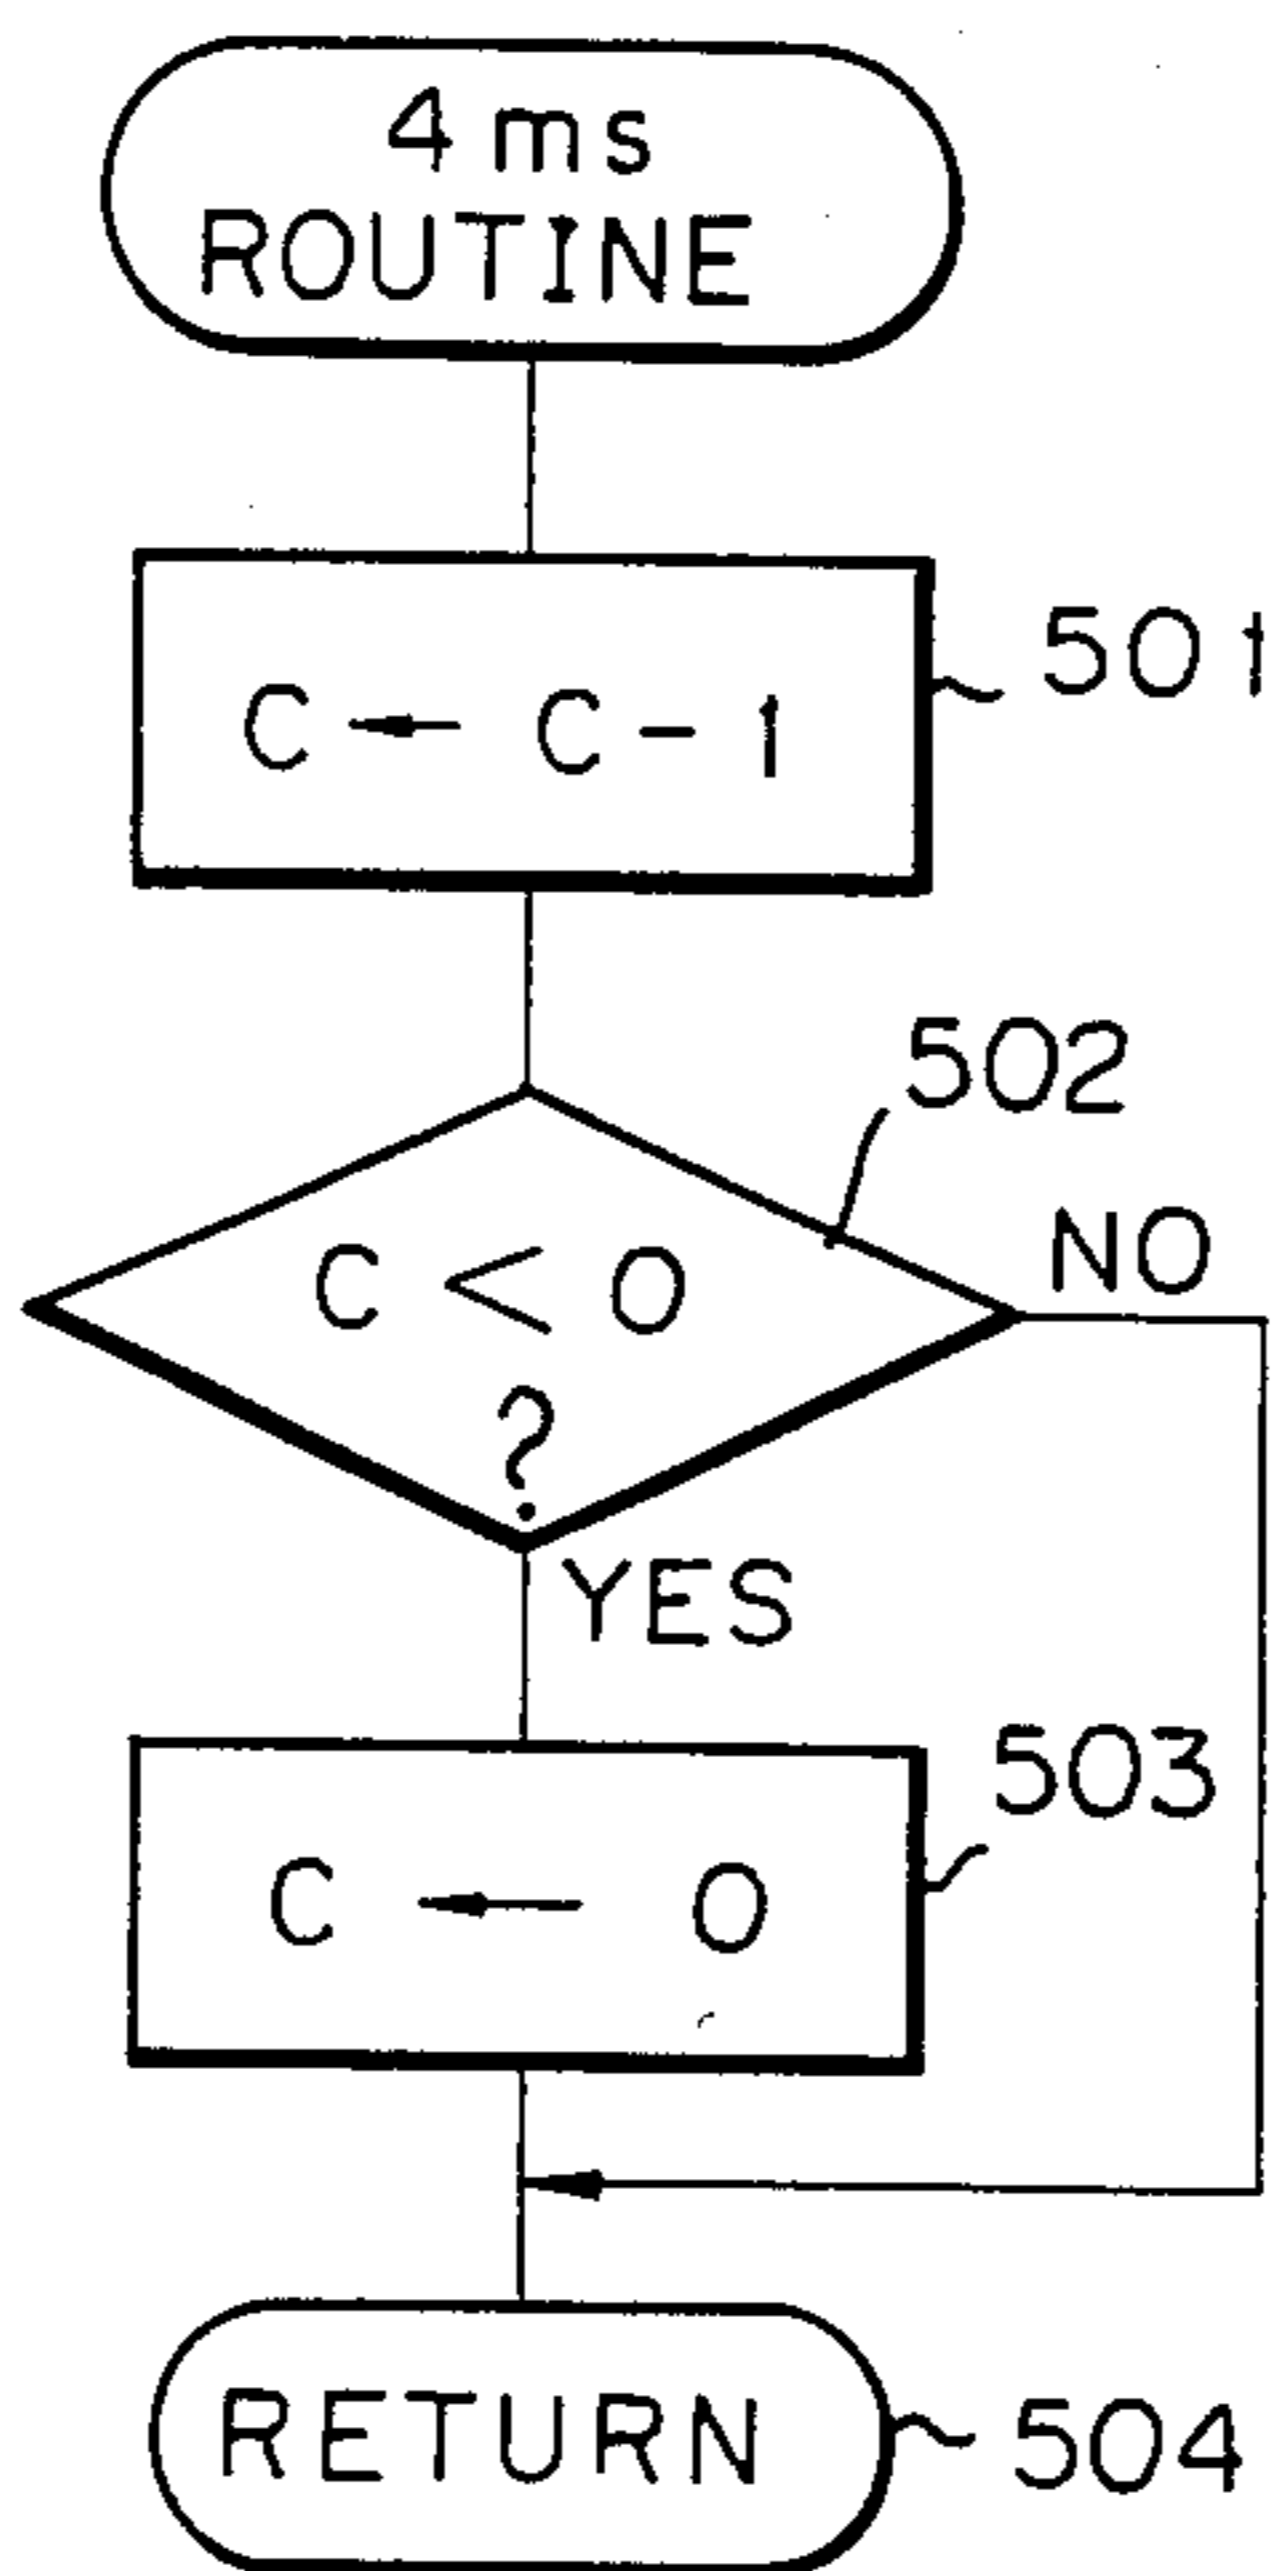 4 ms
ROUTINE
C ← C - 1
501
502
C < 0
?
NO
YES
503
C ← 0
RETURN
504